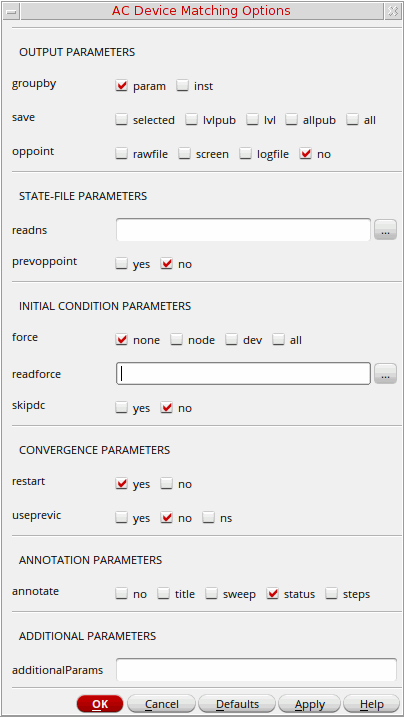 AC Device Matching Options
OUTPUT PARAMETERS
groupby param inst
save selected lvlpub lvl allpub all
oppoint rawfile screen logfile no
STATE-FILE PARAMETERS
readns ...
prevoppoint yes no
INITIAL CONDITION PARAMETERS
force none node dev all
readforce ...
skipdc yes no
CONVERGENCE PARAMETERS
restart yes no
useprevic yes no ns
ANNOTATION PARAMETERS
annotate no title sweep status steps
ADDITIONAL PARAMETERS
additionalParams
OK Cancel Defaults Apply Help